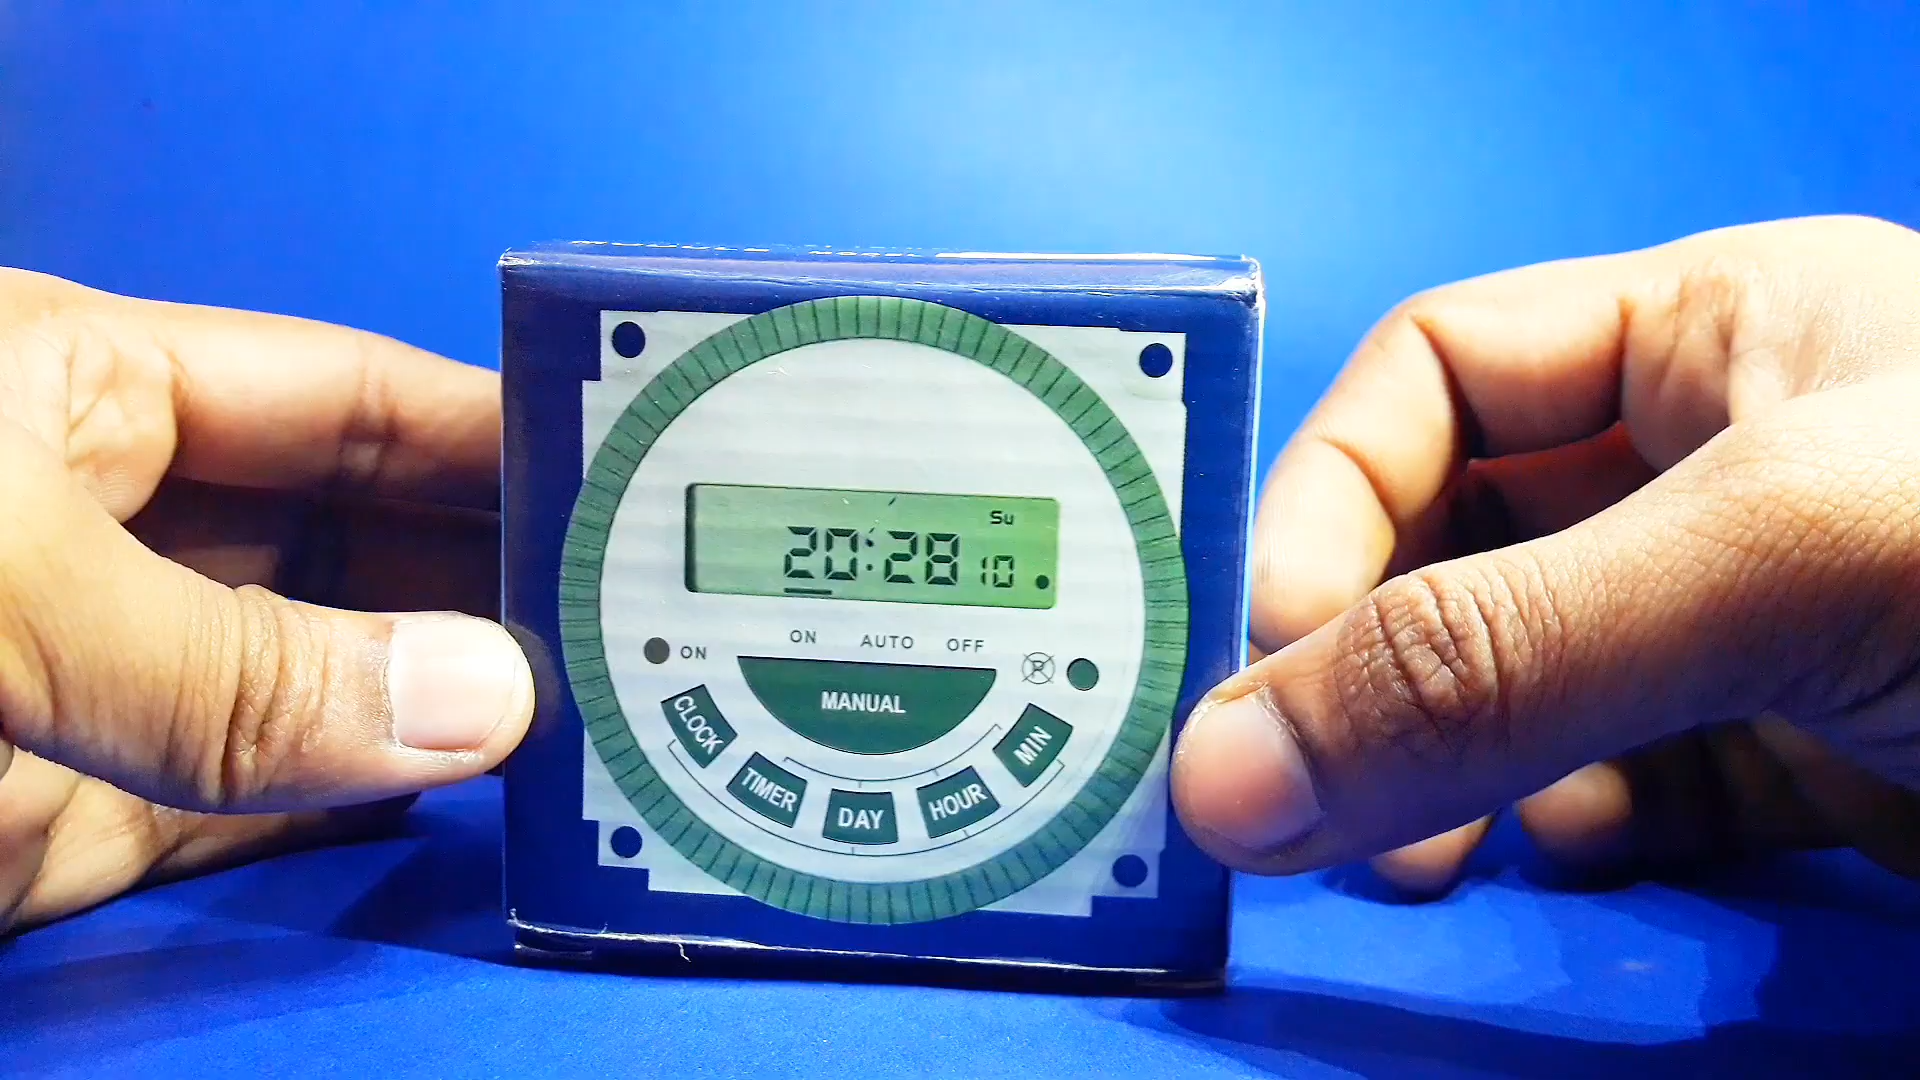 Su
20:28 10
ON AUTO OFF
ON
R
MANUAL
CLOCK
TIMER
DAY
HOUR
MIN